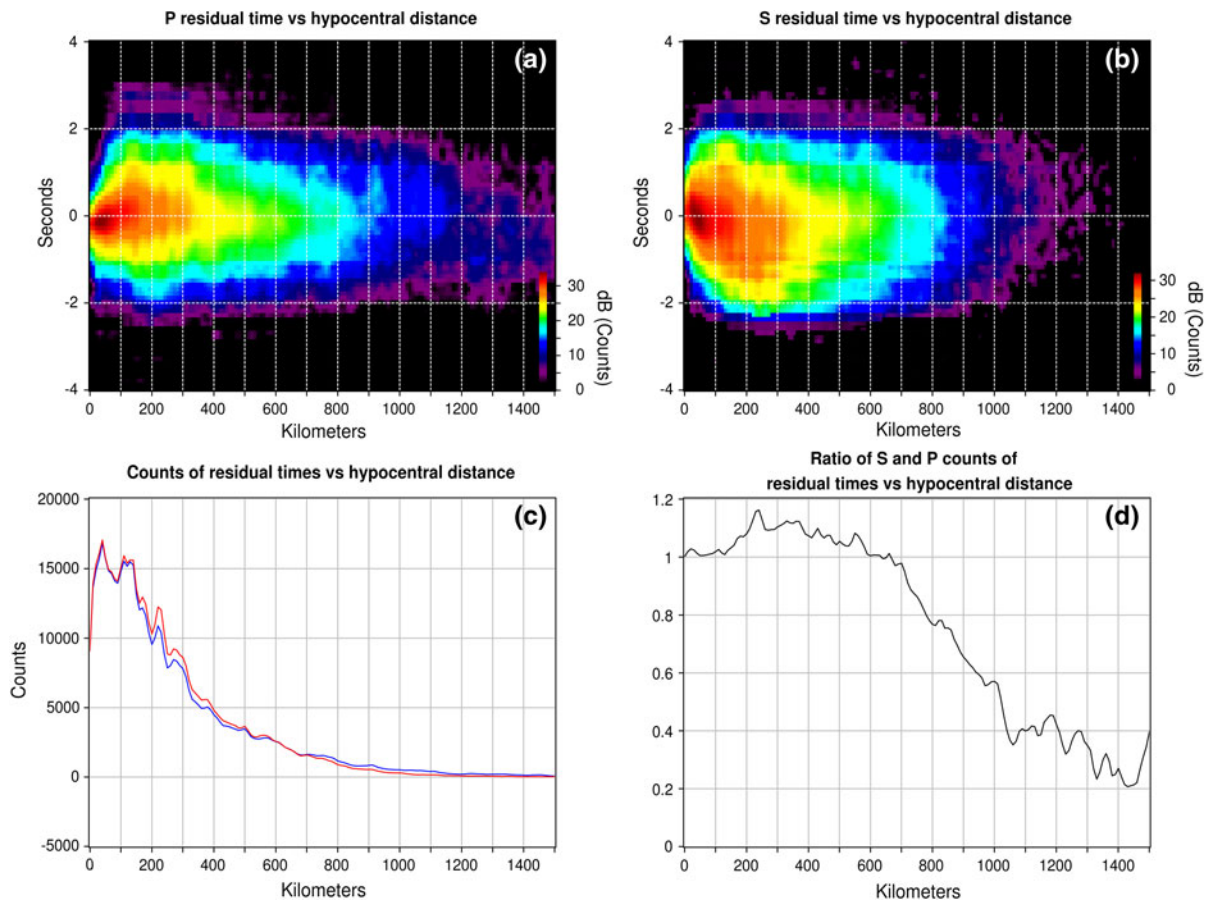 P residual time vs hypocentral distance
(a)
4
2
0
-2
-4
Seconds
30
20
10
0
dB (Counts)
0 200 400 600 800 1000 1200 1400
Kilometers
S residual time vs hypocentral distance
(b)
4
2
0
-2
-4
Seconds
30
20
10
0
dB (Counts)
0 200 400 600 800 1000 1200 1400
Kilometers
Counts of residual times vs hypocentral distance
(c)
20000
15000
10000
5000
0
-5000
Counts
0 200 400 600 800 1000 1200 1400
Kilometers
Ratio of S and P counts of
residual times vs hypocentral distance
(d)
1.2
1
0.8
0.6
0.4
0.2
0
0 200 400 600 800 1000 1200 1400
Kilometers